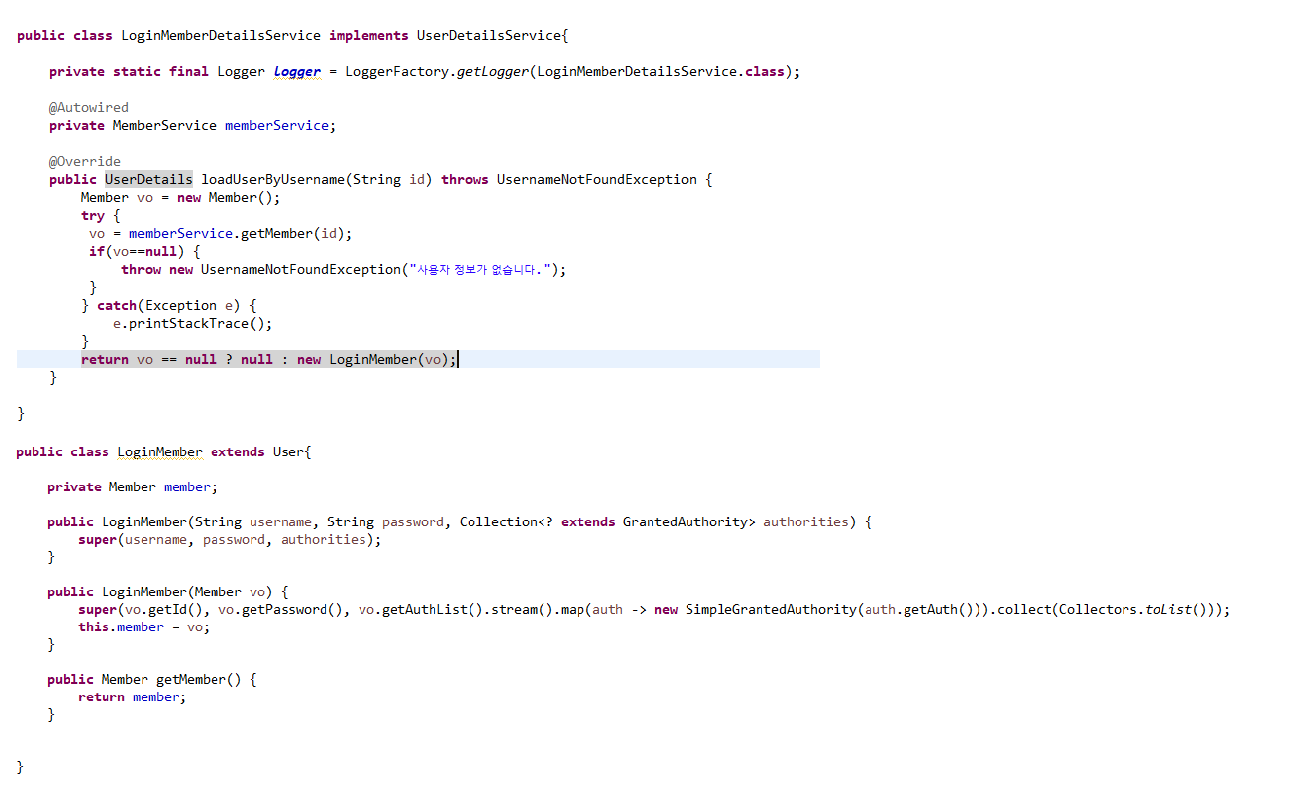 public class LoginMemberDetailsService implements UserDetailsService{
private static final Logger logger = LoggerFactory.getLogger(LoginMemberDetailsService.class);
@Autowired
private MemberService memberService;
@Override
public UserDetails loadUserByUsername(String id) throws UsernameNotFoundException {
Member vo = new Member();
try {
vo = memberService.getMember(id);
if(vo==null) {
throw new UsernameNotFoundException("사용자 정보가 없습니다.");
}
} catch(Exception e) {
e.printStackTrace();
}
return vo == null ? null : new LoginMember(vo);
}
}
public class LoginMember extends User{
private Member member;
public LoginMember(String username, String password, Collection<? extends GrantedAuthority> authorities) {
super(username, password, authorities);
}
public LoginMember(Member vo) {
super(vo.getId(), vo.getPassword(), vo.getAuthList().stream().map(auth -> new SimpleGrantedAuthority(auth.getAuth())).collect(Collectors.toList()));
this.member = vo;
}
public Member getMember() {
return member;
}
}